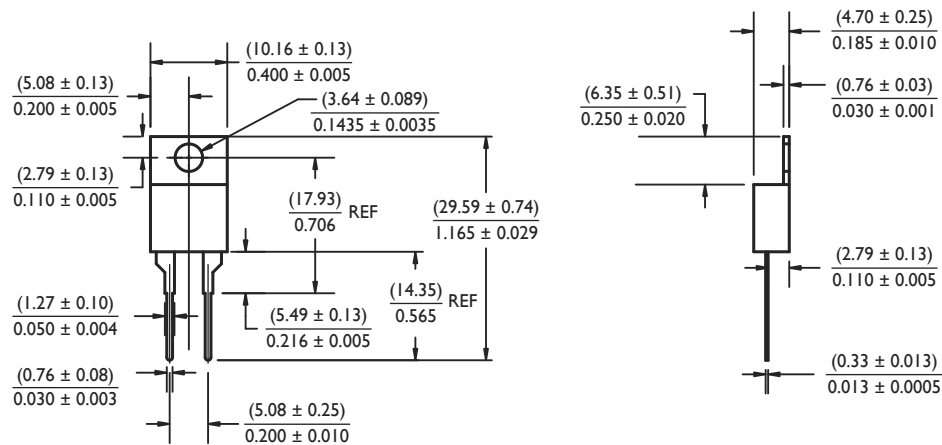 (10.16 ± 0.13)
0.400 ± 0.005
(5.08 ± 0.13)
0.200 ± 0.005
(3.64 ± 0.089)
0.1435 ± 0.0035
(2.79 ± 0.13)
0.110 ± 0.005
(17.93) REF
0.706
(29.59 ± 0.74)
1.165 ± 0.029
(14.35) REF
0.565
(1.27 ± 0.10)
0.050 ± 0.004
(5.49 ± 0.13)
0.216 ± 0.005
(0.76 ± 0.08)
0.030 ± 0.003
(5.08 ± 0.25)
0.200 ± 0.010
(4.70 ± 0.25)
0.185 ± 0.010
(6.35 ± 0.51)
0.250 ± 0.020
(0.76 ± 0.03)
0.030 ± 0.001
(2.79 ± 0.13)
0.110 ± 0.005
(0.33 ± 0.013)
0.013 ± 0.0005